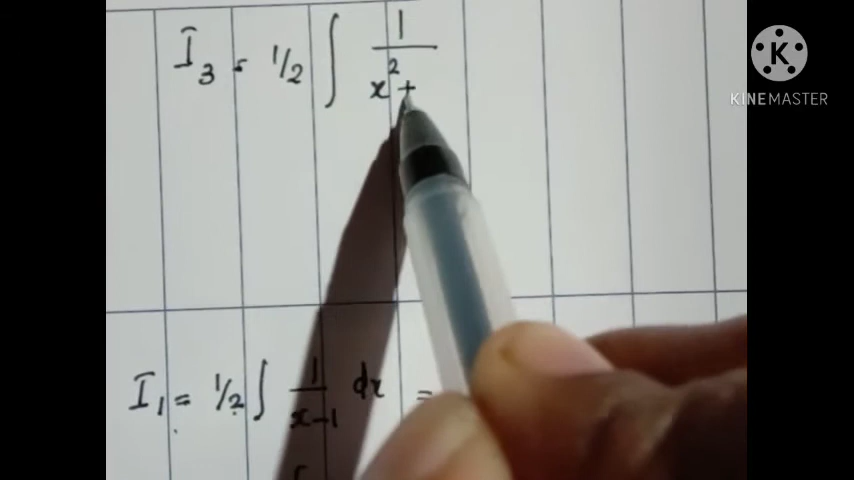 I₃ = 1/2 ∫ 1/(x² +
I₁ = 1/2 ∫ 1/(x-1) dx =
K
KINEMASTER